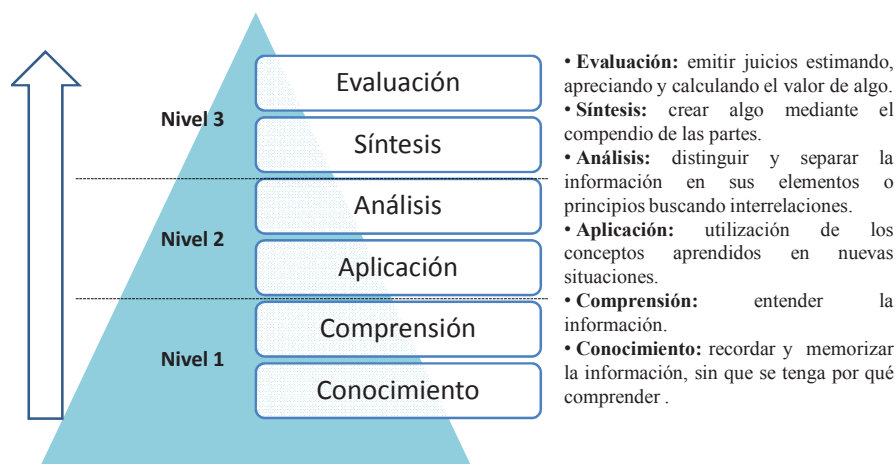 Nivel 3
Evaluación
Síntesis
Nivel 2
Análisis
Aplicación
Nivel 1
Comprensión
Conocimiento
• Evaluación: emitir juicios estimando,
apreciando y calculando el valor de algo.
• Síntesis: crear algo mediante el
compendio de las partes.
• Análisis: distinguir y separar la
información en sus elementos o
principios buscando interrelaciones.
• Aplicación: utilización de los
conceptos aprendidos en nuevas
situaciones.
• Comprensión: entender la
información.
• Conocimiento: recordar y memorizar
la información, sin que se tenga por qué
comprender .